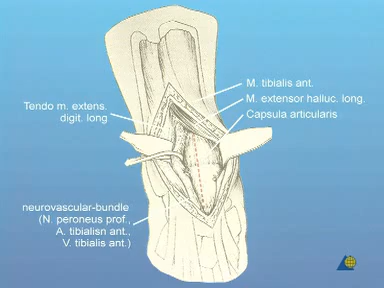 M. tibialis ant.
M. extensor halluc. long.
Capsula articularis
Tendo m. extens.
digit. long
neurovascular-bundle
(N. peroneus prof.,
A. tibialisn ant.,
V. tibialis ant.)